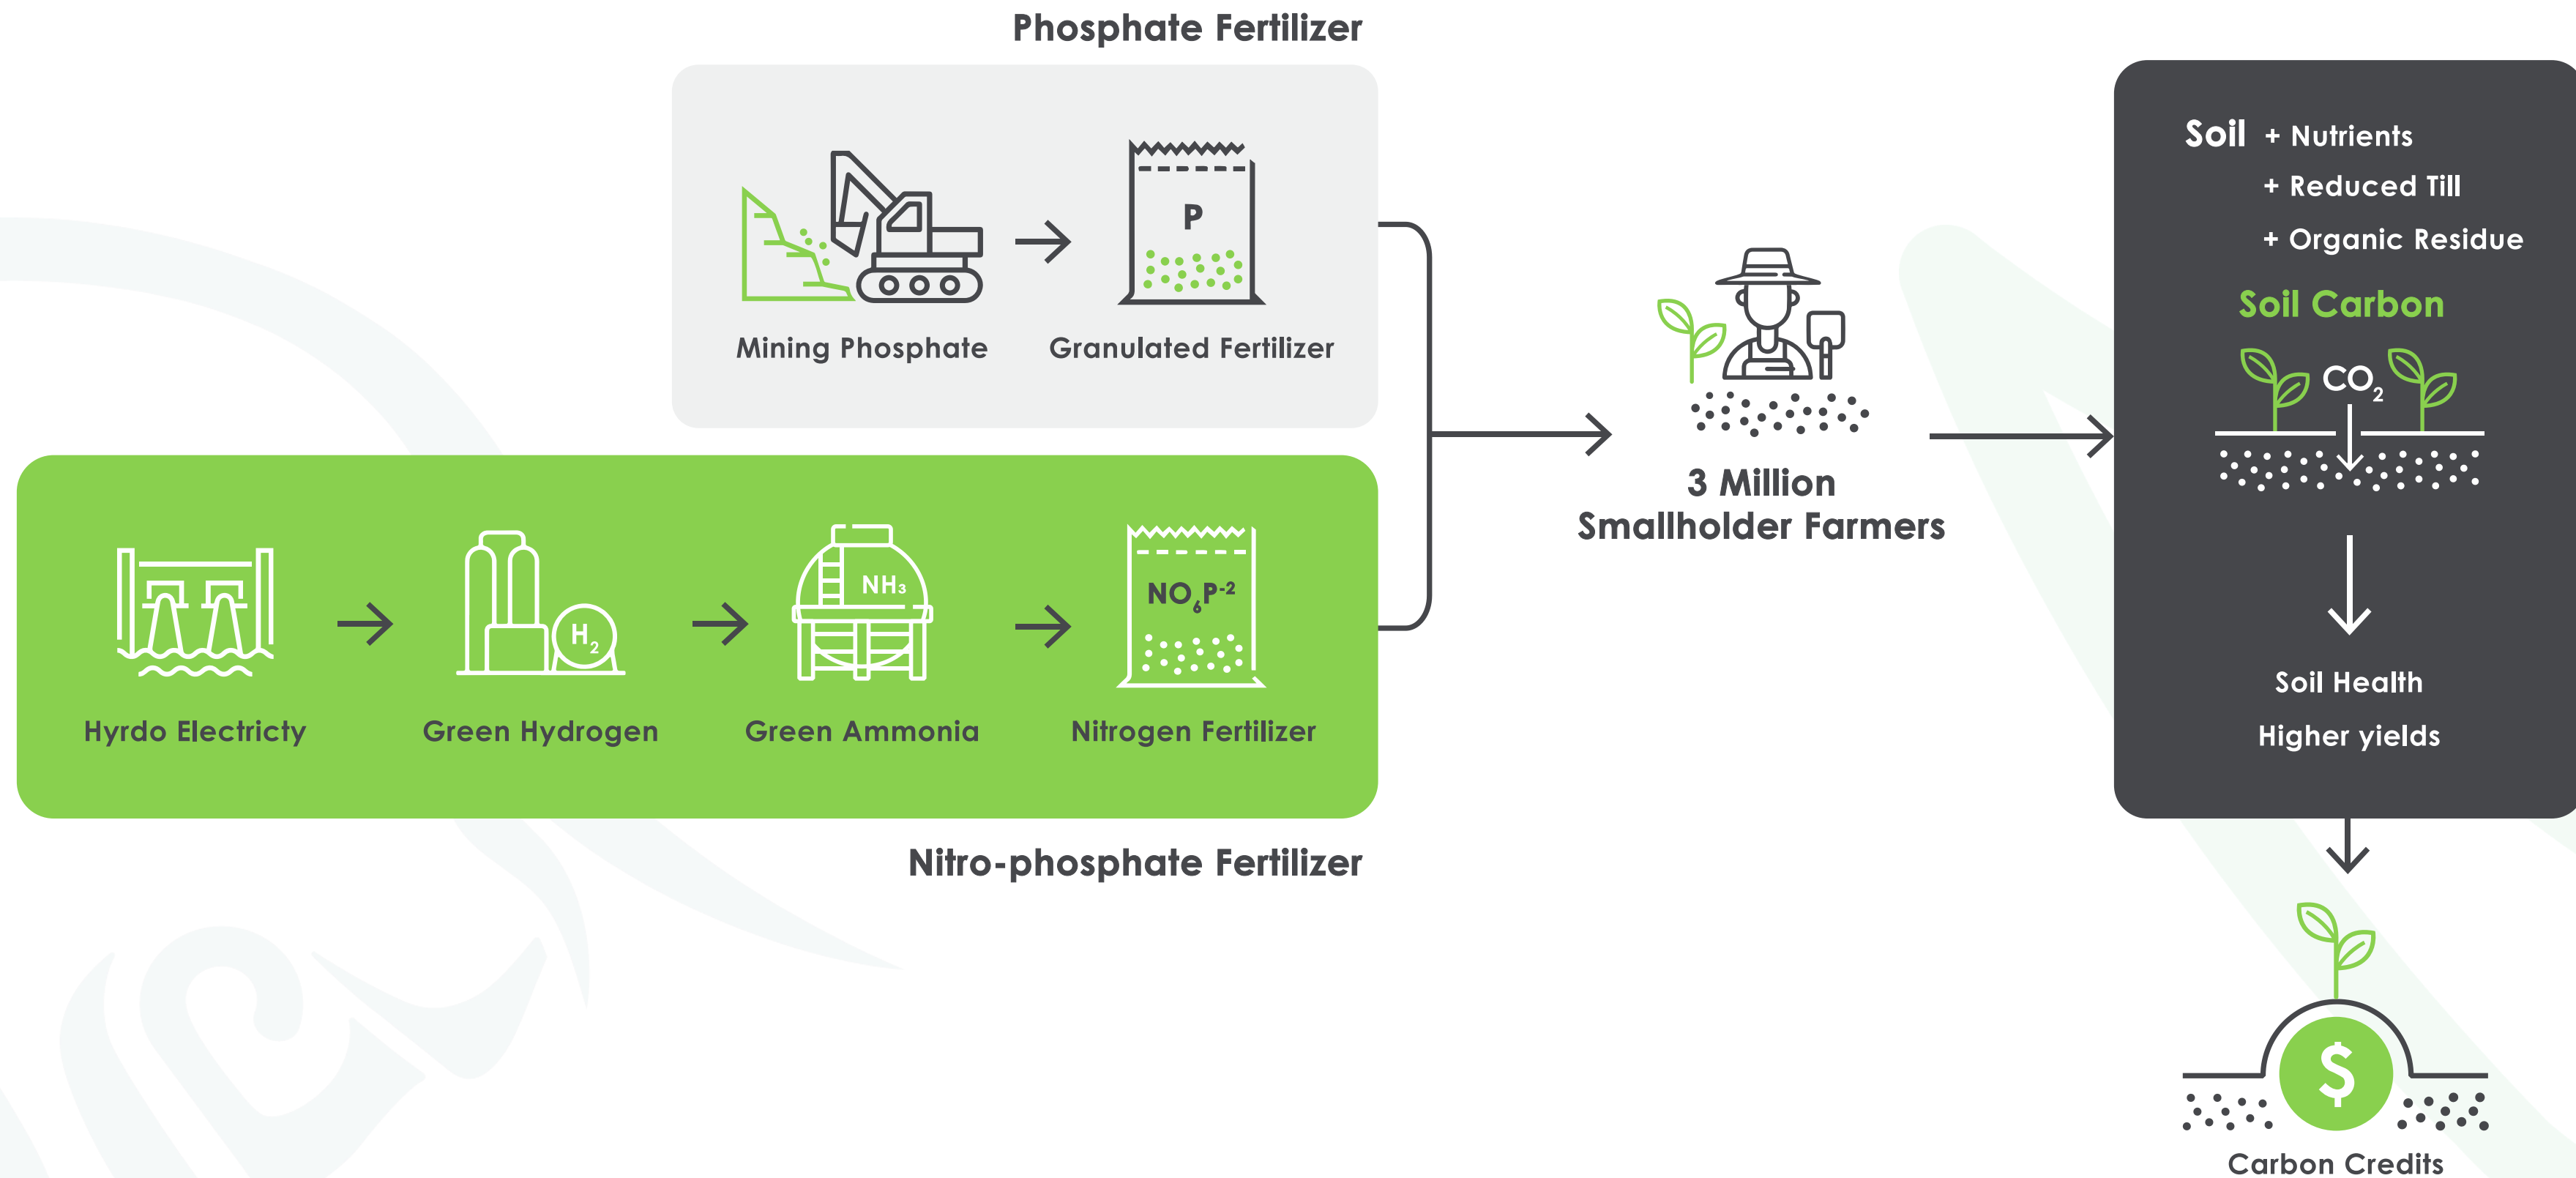 Phosphate Fertilizer
P
Mining Phosphate
Granulated Fertilizer
H₂
NH₃
NO₆P⁻²
Hyrdo Electricty
Green Hydrogen
Green Ammonia
Nitrogen Fertilizer
Nitro-phosphate Fertilizer
3 Million
Smallholder Farmers
Soil + Nutrients
+ Reduced Till
+ Organic Residue
Soil Carbon
CO₂
Soil Health
Higher yields
$
Carbon Credits